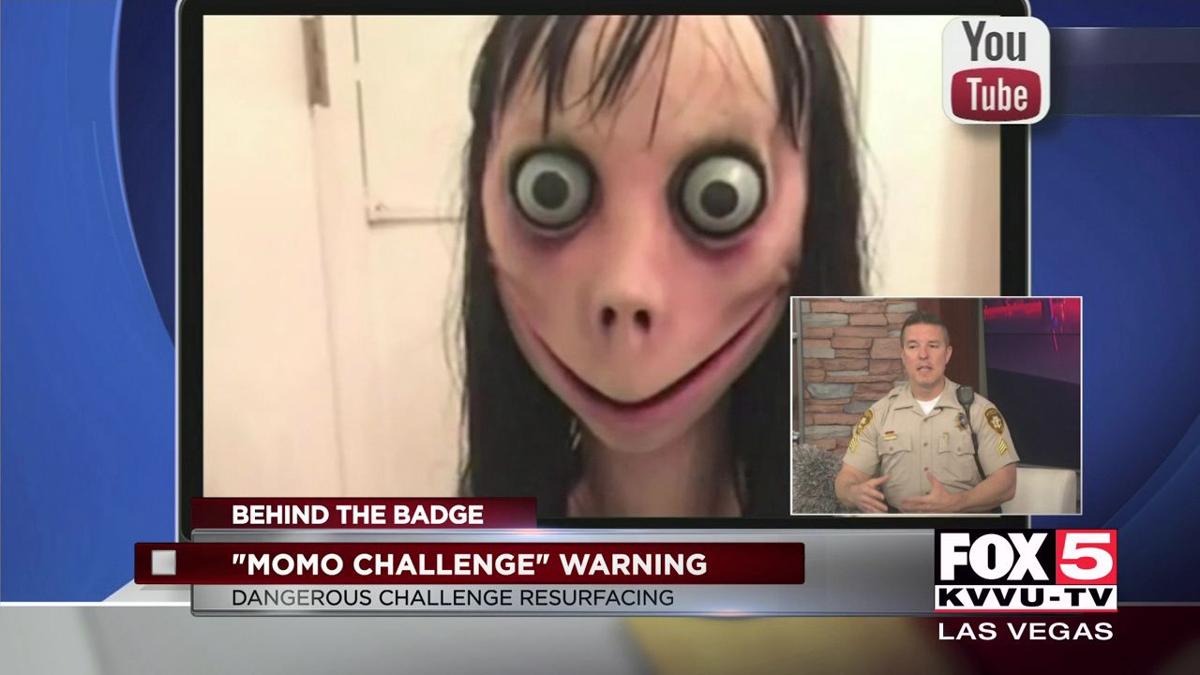 You
Tube
BEHIND THE BADGE
"MOMO CHALLENGE" WARNING
DANGEROUS CHALLENGE RESURFACING
FOX 5
KVVU-TV
LAS VEGAS